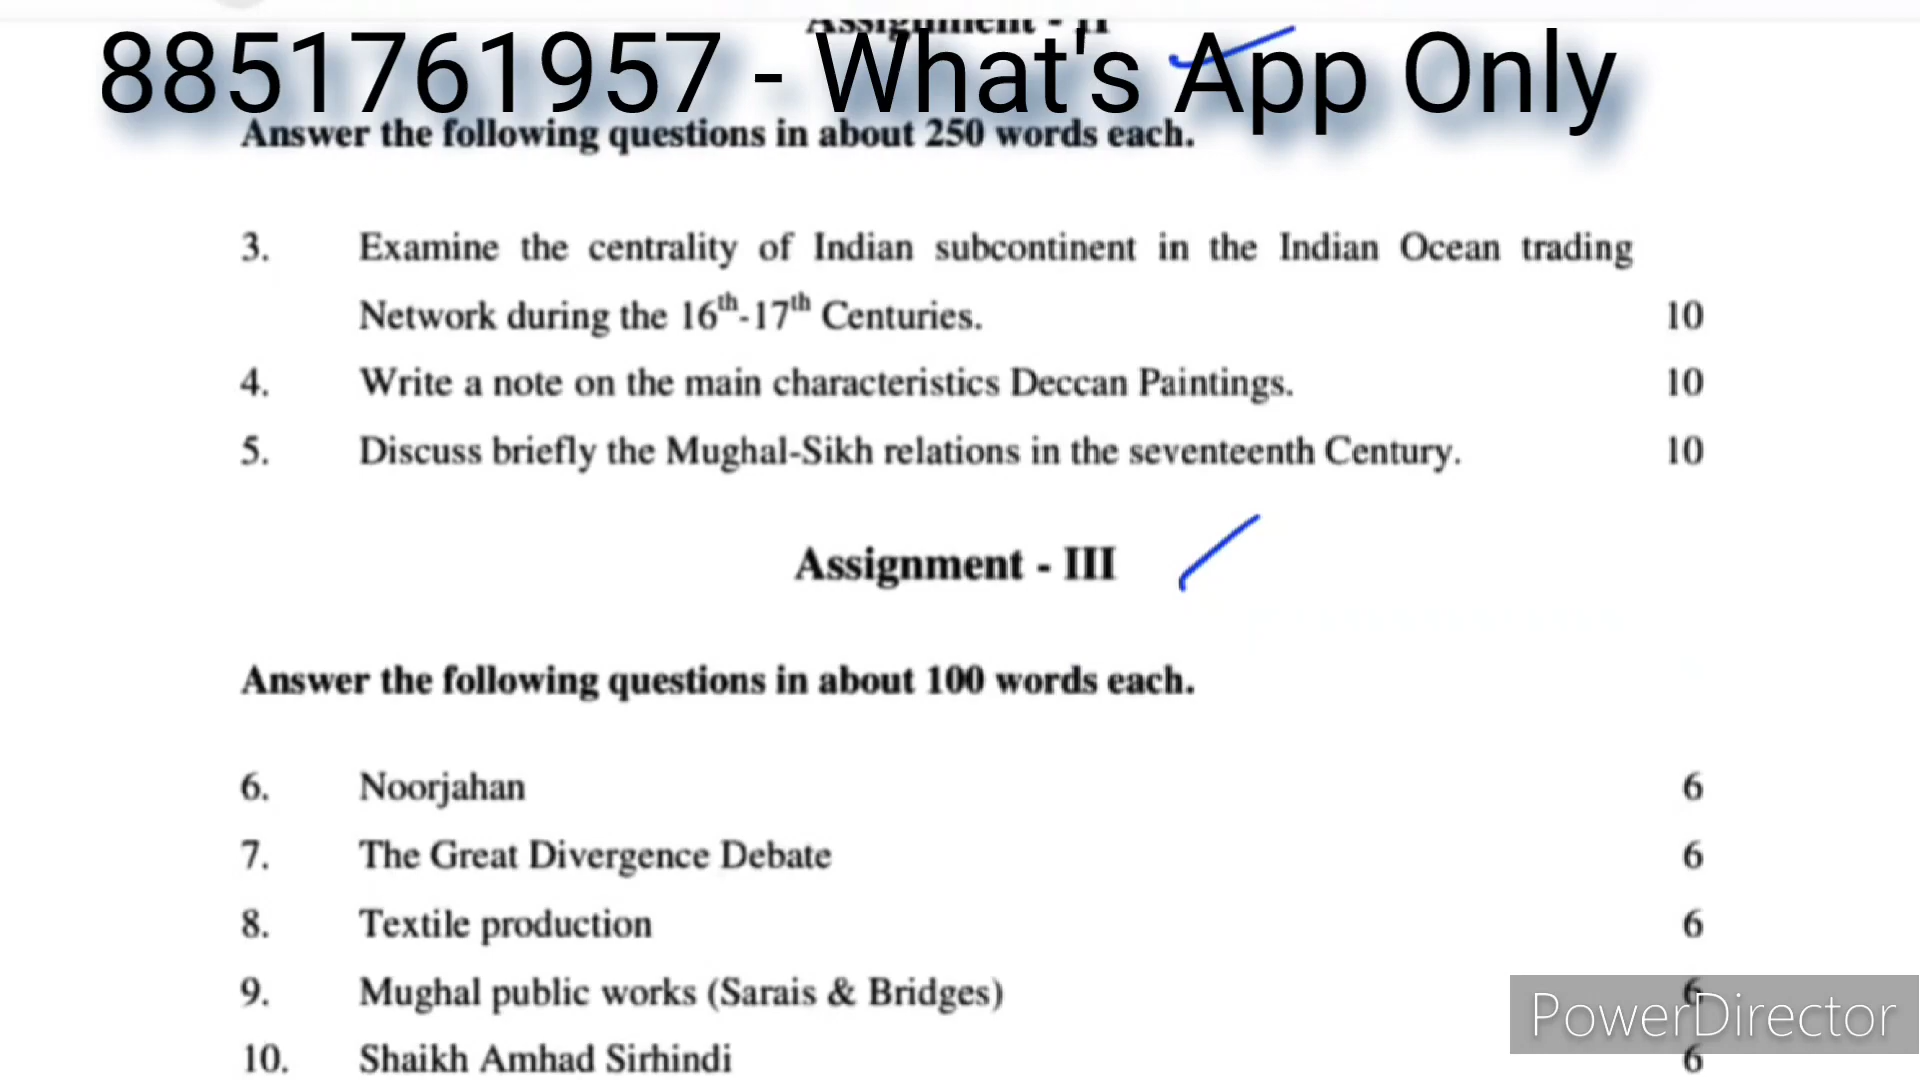 Assignment - II
8851761957 - What's App Only
Answer the following questions in about 250 words each.
3. Examine the centrality of Indian subcontinent in the Indian Ocean trading
Network during the 16th-17th Centuries. 10
4. Write a note on the main characteristics Deccan Paintings. 10
5. Discuss briefly the Mughal-Sikh relations in the seventeenth Century. 10
Assignment - III
Answer the following questions in about 100 words each.
6. Noorjahan 6
7. The Great Divergence Debate 6
8. Textile production 6
9. Mughal public works (Sarais & Bridges) 6
PowerDirector
10. Shaikh Amhad Sirhindi 6